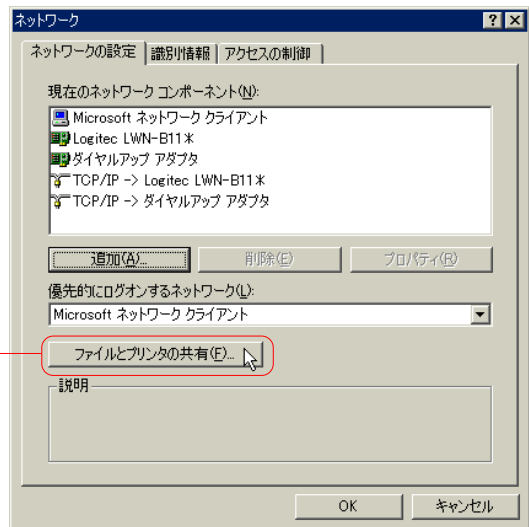 ネットワーク
ネットワークの設定 識別情報 アクセスの制御
現在のネットワーク コンポーネント(N):
Microsoft ネットワーク クライアント
Logitec LWN-B11*
ダイヤルアップ アダプタ
TCP/IP -> Logitec LWN-B11*
TCP/IP -> ダイヤルアップ アダプタ
追加(A)... 削除(E) プロパティ(R)
優先的にログオンするネットワーク(L):
Microsoft ネットワーク クライアント
ファイルとプリンタの共有(F)...
説明
OK キャンセル